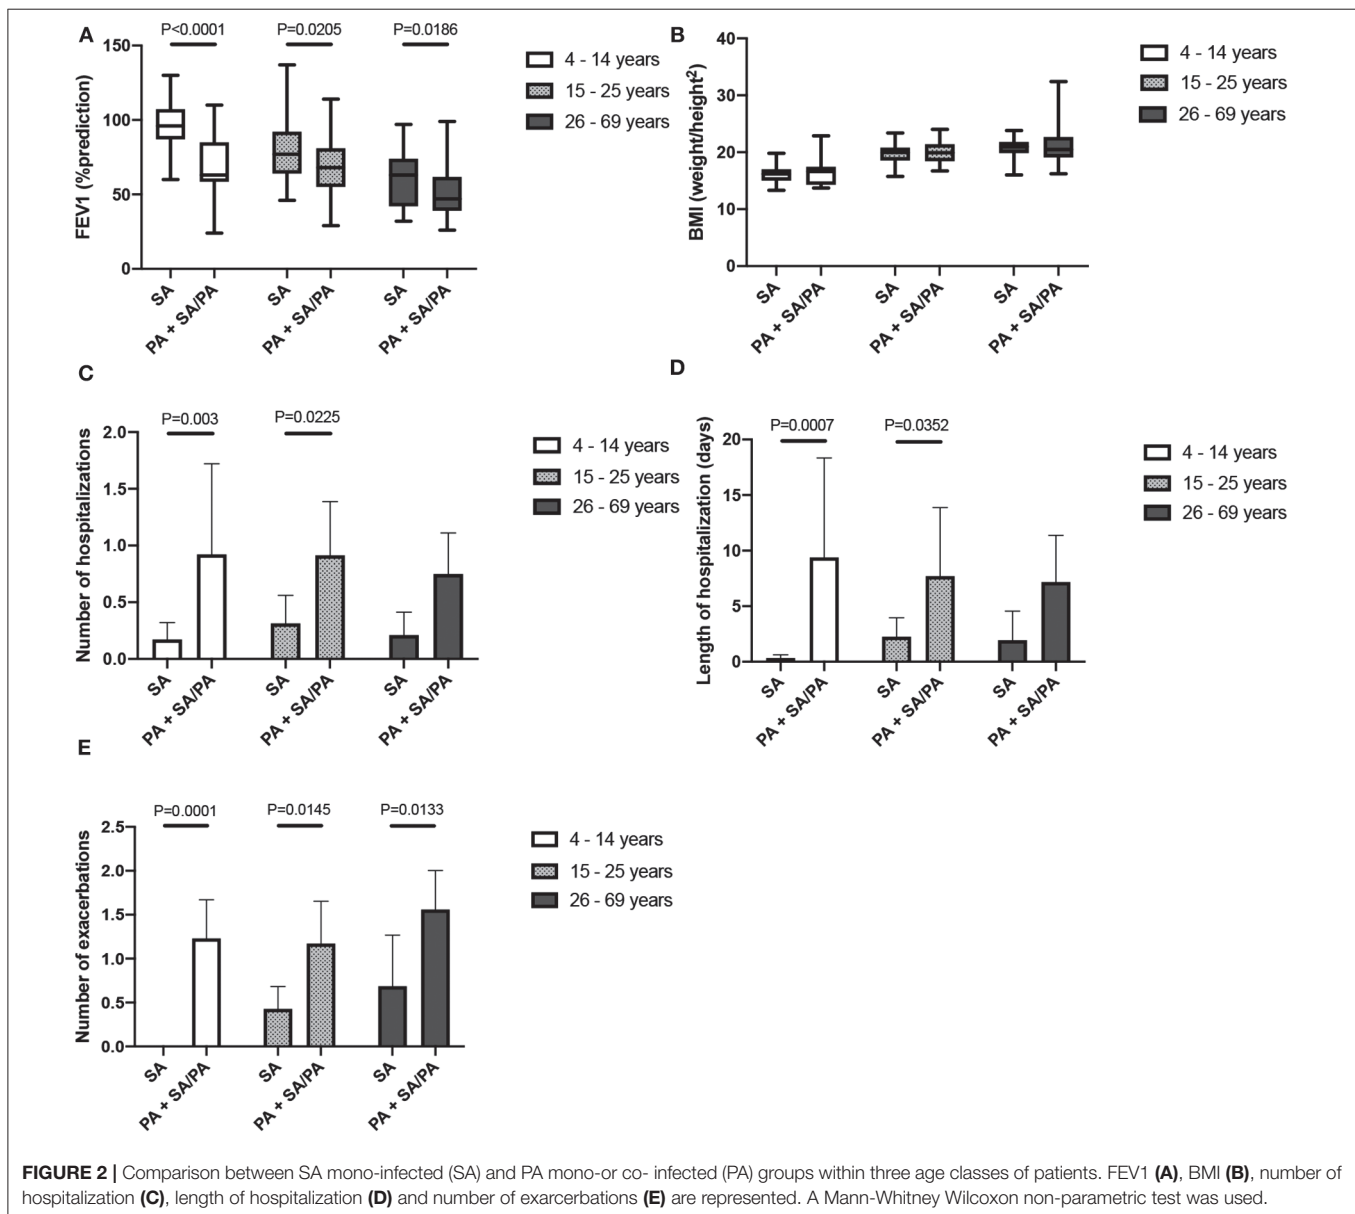 A
P<0.0001
P=0.0205
P=0.0186
FEV1 (%prediction)
150
100
50
0
SA
PA + SA/PA
SA
PA + SA/PA
SA
PA + SA/PA
4 - 14 years
15 - 25 years
26 - 69 years
B
BMI (weight/height²)
40
30
20
10
0
SA
PA + SA/PA
SA
PA + SA/PA
SA
PA + SA/PA
4 - 14 years
15 - 25 years
26 - 69 years
C
P=0.003
P=0.0225
Number of hospitalizations
2.0
1.5
1.0
0.5
0.0
SA
PA + SA/PA
SA
PA + SA/PA
SA
PA + SA/PA
4 - 14 years
15 - 25 years
26 - 69 years
D
P=0.0007
P=0.0352
Length of hospitalization (days)
20
15
10
5
0
SA
PA + SA/PA
SA
PA + SA/PA
SA
PA + SA/PA
4 - 14 years
15 - 25 years
26 - 69 years
E
P=0.0001
P=0.0145
P=0.0133
Number of exacerbations
2.5
2.0
1.5
1.0
0.5
0.0
SA
PA + SA/PA
SA
PA + SA/PA
SA
PA + SA/PA
4 - 14 years
15 - 25 years
26 - 69 years
FIGURE 2 | Comparison between SA mono-infected (SA) and PA mono-or co- infected (PA) groups within three age classes of patients. FEV1 (A), BMI (B), number of
hospitalization (C), length of hospitalization (D) and number of exarcerbations (E) are represented. A Mann-Whitney Wilcoxon non-parametric test was used.